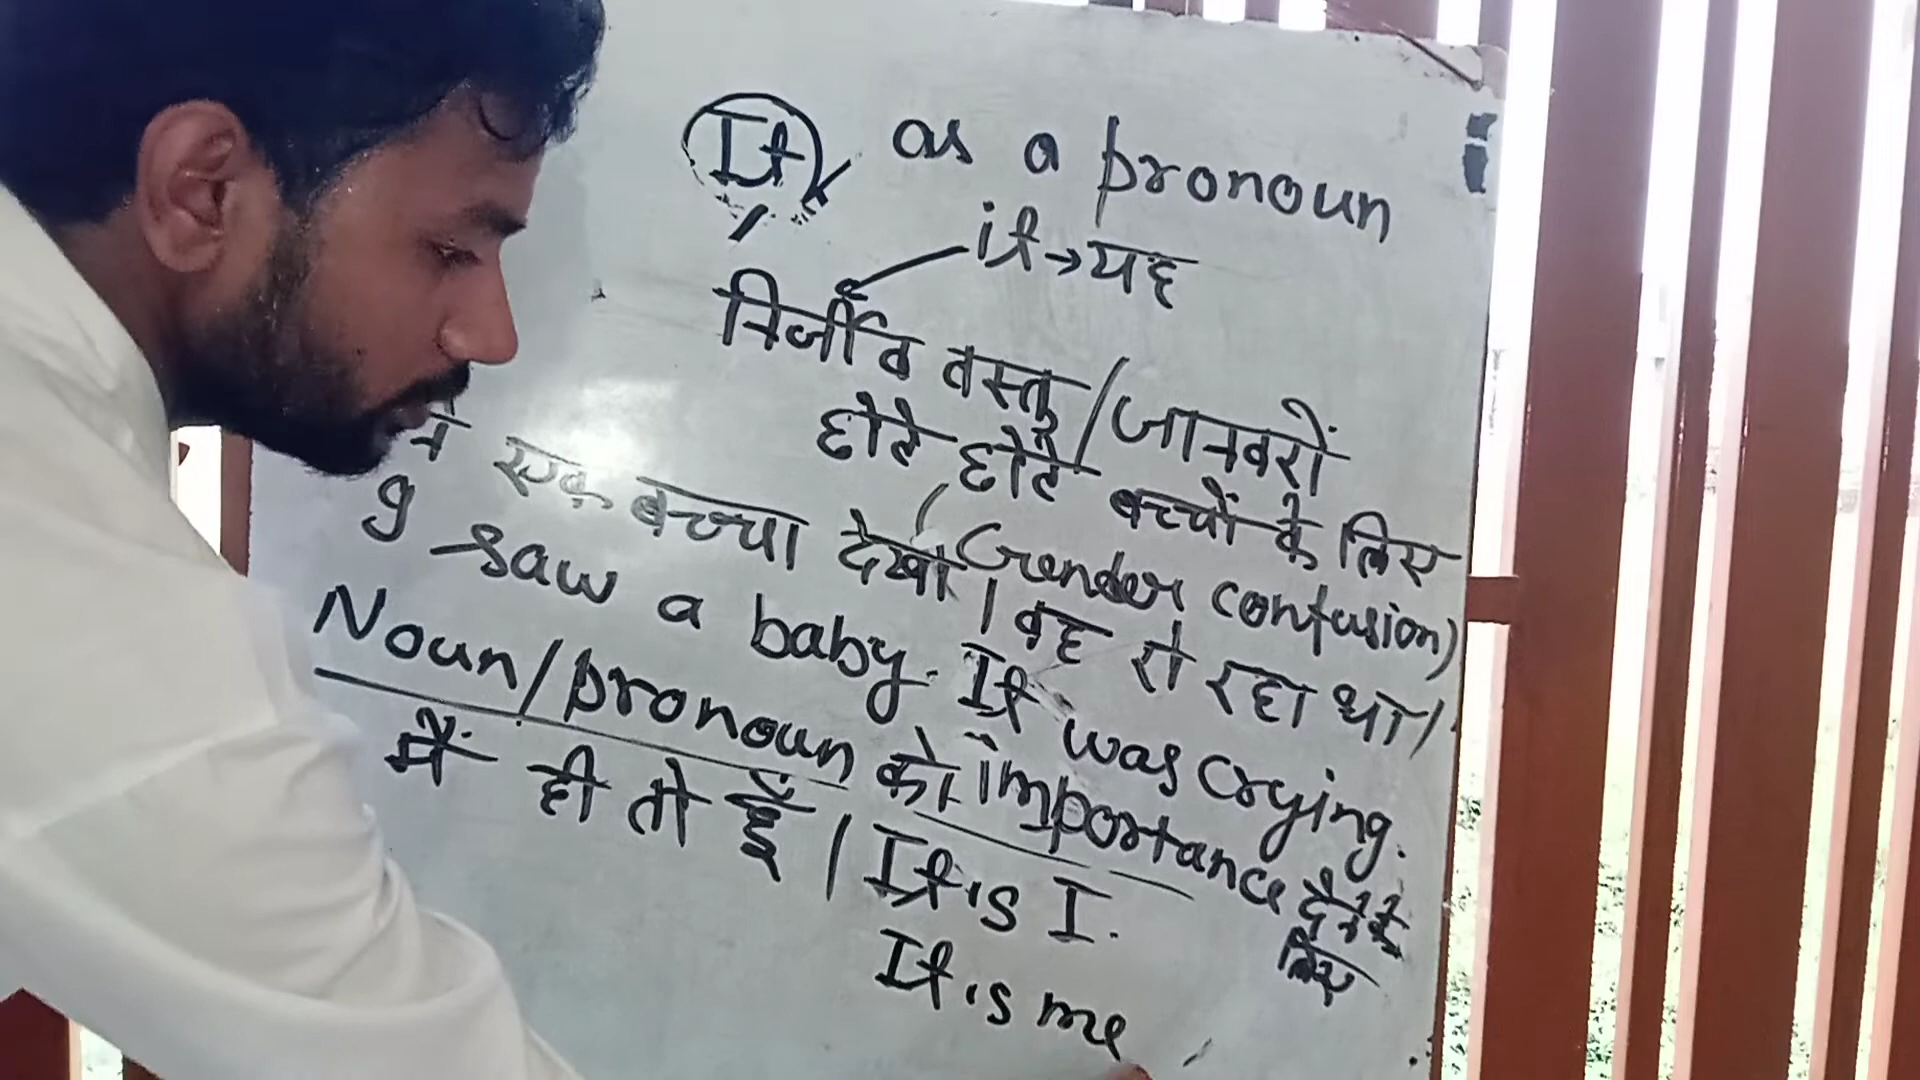 It as a pronoun
it→यह
निर्जीव वस्तु/जानवरों
छोटे छोटे बच्चों के लिए
(Gender confusion)
ने एक बच्चा देखा। वह रो रहा था।
I saw a baby. It was crying.
Noun/pronoun को importance देने के लिए
मैं ही तो हूँ। It is I.
It is me